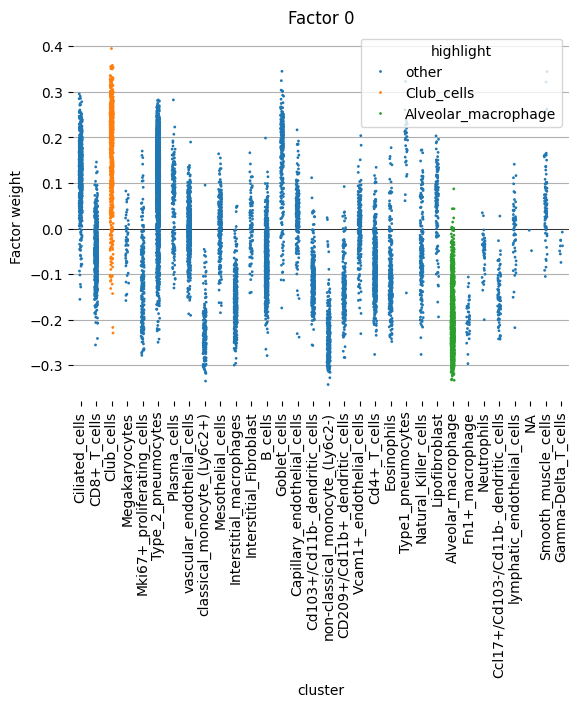 Factor 0
highlight
other
Club_cells
Alveolar_macrophage
Factor weight
0.4
0.3
0.2
0.1
0.0
−0.1
−0.2
−0.3
Ciliated_cells
CD8+_T_cells
Club_cells
Megakaryocytes
Mki67+_proliferating_cells
Type_2_pneumocytes
Plasma_cells
vascular_endothelial_cells
classical_monocyte_(Ly6c2+)
Mesothelial_cells
Interstitial_macrophages
Interstitial_Fibroblast
B_cells
Goblet_cells
Capillary_endothelial_cells
Cd103+/Cd11b-_dendritic_cells
non-classical_monocyte_(Ly6c2-)
CD209+/Cd11b+_dendritic_cells
Vcam1+_endothelial_cells
Cd4+_T_cells
Eosinophils
Type1_pneumocytes
Natural_Killer_cells
Lipofibroblast
Alveolar_macrophage
Fn1+_macrophage
Neutrophils
Ccl17+/Cd103-/Cd11b-_dendritic_cells
lymphatic_endothelial_cells
NA
Smooth_muscle_cells
Gamma-Delta_T_cells
cluster